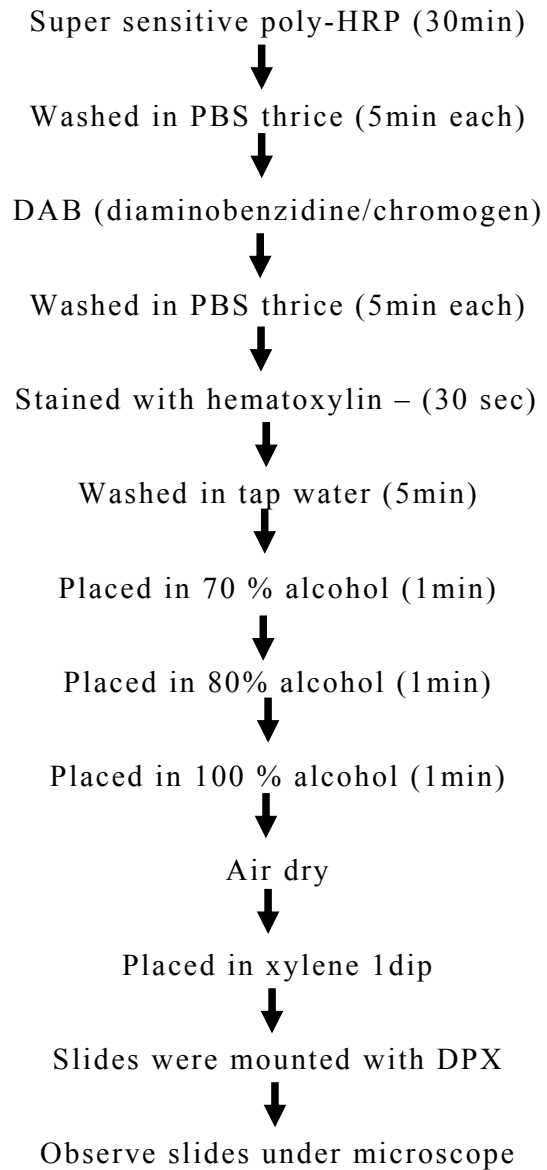 Super sensitive poly-HRP (30min)
Washed in PBS thrice (5min each)
DAB (diaminobenzidine/chromogen)
Washed in PBS thrice (5min each)
Stained with hematoxylin – (30 sec)
Washed in tap water (5min)
Placed in 70 % alcohol (1min)
Placed in 80% alcohol (1min)
Placed in 100 % alcohol (1min)
Air dry
Placed in xylene 1dip
Slides were mounted with DPX
Observe slides under microscope